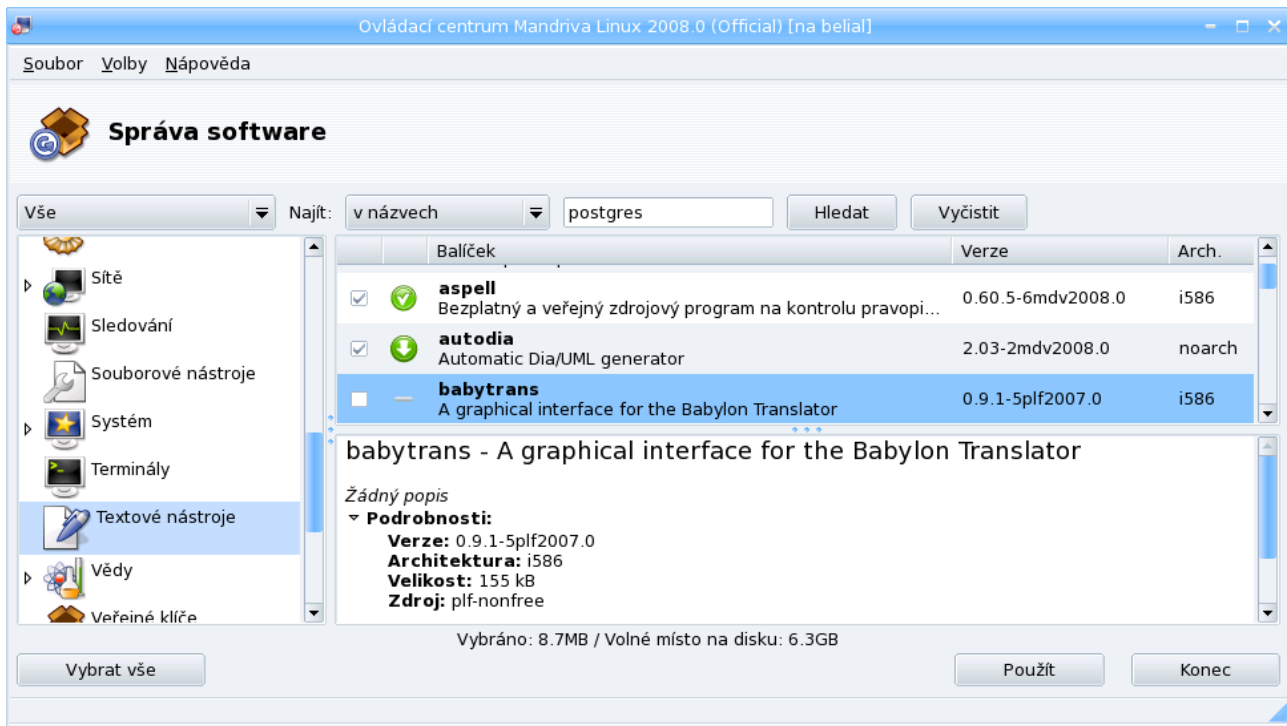 Ovládací centrum Mandriva Linux 2008.0 (Official) [na belial]
Soubor Volby Nápověda
Správa software
Vše Najít: v názvech postgres Hledat Vyčistit
Balíček Verze Arch.
Sítě
Sledování
Souborové nástroje
Systém
Terminály
Textové nástroje
Vědy
Veřejné klíče
aspell
Bezplatný a veřejný zdrojový program na kontrolu pravopi... 0.60.5-6mdv2008.0 i586
autodia
Automatic Dia/UML generator 2.03-2mdv2008.0 noarch
babytrans
A graphical interface for the Babylon Translator 0.9.1-5plf2007.0 i586
babytrans - A graphical interface for the Babylon Translator
Žádný popis
Podrobnosti:
Verze: 0.9.1-5plf2007.0
Architektura: i586
Velikost: 155 kB
Zdroj: plf-nonfree
Vybráno: 8.7MB / Volné místo na disku: 6.3GB
Vybrat vše Použít Konec